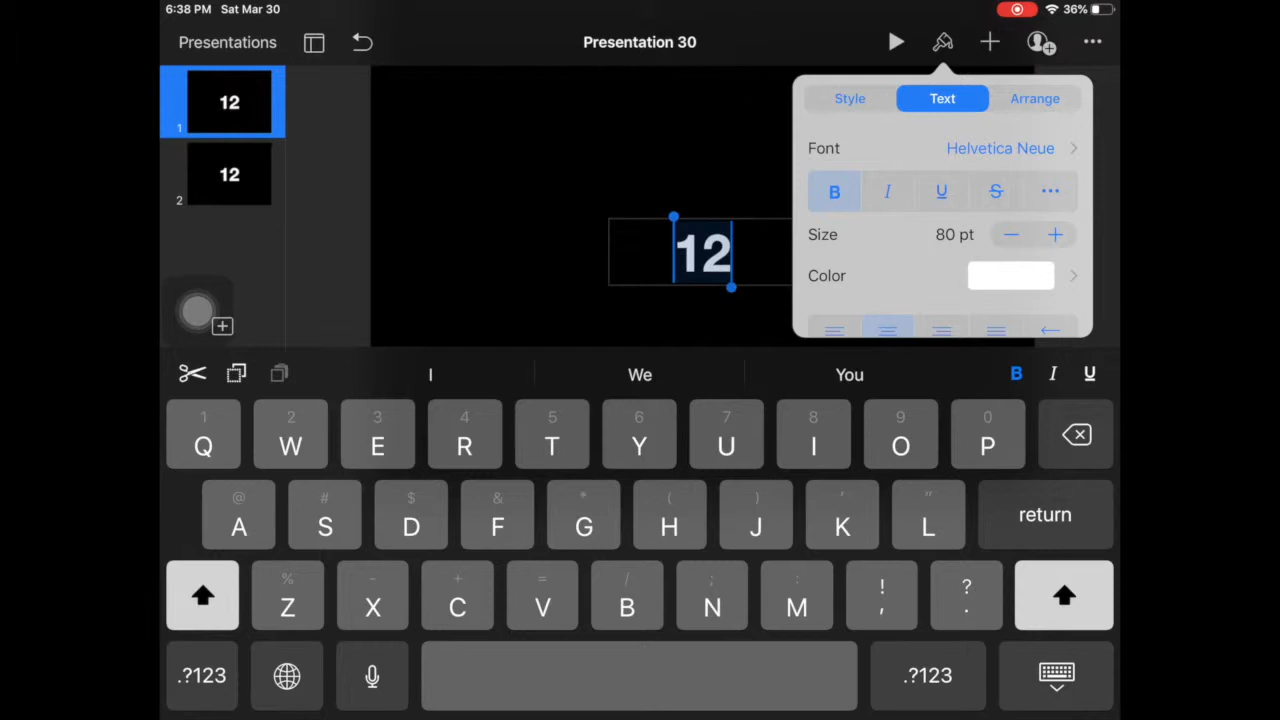 6:38 PM Sat Mar 30 36%
Presentations Presentation 30
12
1
12
2
12
Style Text Arrange
Font Helvetica Neue
B I U S
Size 80 pt
Color
I We You B I U
1 2 3 4 5 6 7 8 9 0
Q W E R T Y U I O P
@ # $ & * ( ) ' "
A S D F G H J K L return
% - + = / ; : ! ?
Z X C V B N M , .
.?123 .?123